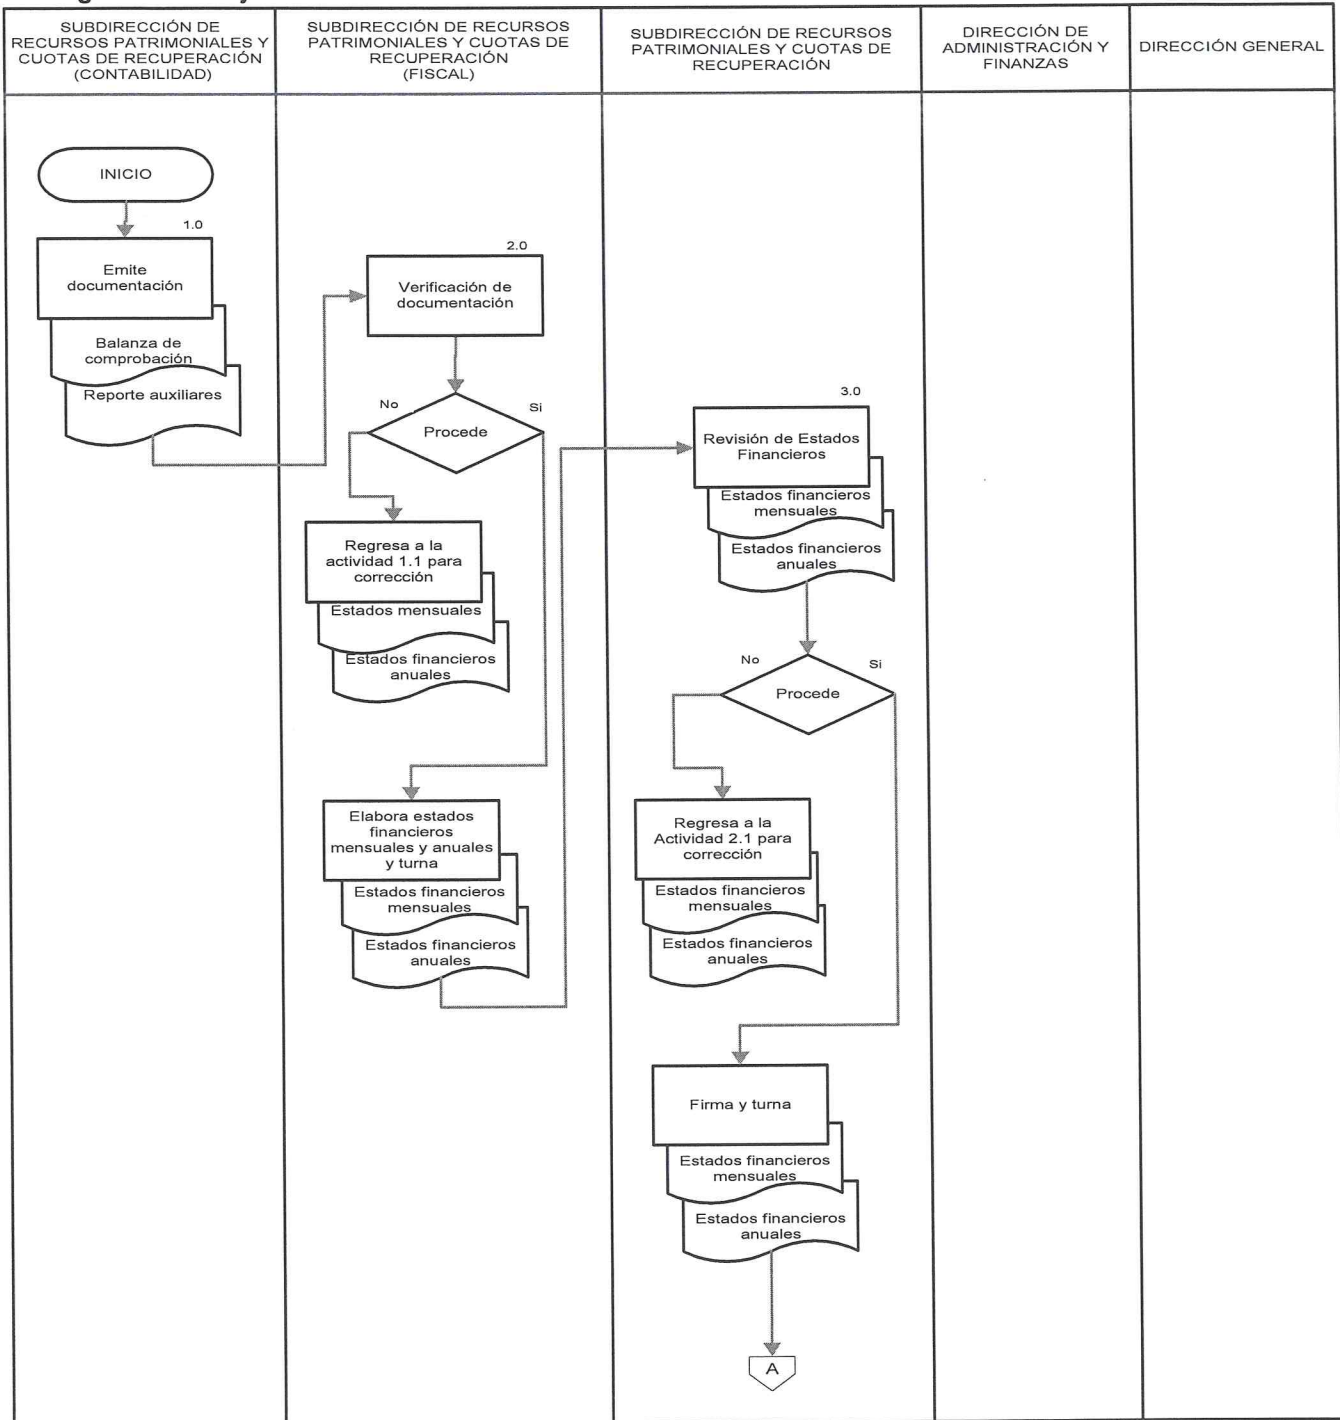 SUBDIRECCIÓN DE
RECURSOS PATRIMONIALES Y
CUOTAS DE RECUPERACIÓN
(CONTABILIDAD)
SUBDIRECCIÓN DE RECURSOS
PATRIMONIALES Y CUOTAS DE
RECUPERACIÓN
(FISCAL)
SUBDIRECCIÓN DE RECURSOS
PATRIMONIALES Y CUOTAS DE
RECUPERACIÓN
DIRECCIÓN DE
ADMINISTRACIÓN Y
FINANZAS
DIRECCIÓN GENERAL
INICIO
1.0
Emite
documentación
Balanza de
comprobación
Reporte auxiliares
2.0
Verificación de
documentación
No
Si
Procede
Regresa a la
actividad 1.1 para
corrección
Estados mensuales
Estados financieros
anuales
Elabora estados
financieros
mensuales y anuales
y turna
Estados financieros
mensuales
Estados financieros
anuales
3.0
Revisión de Estados
Financieros
Estados financieros
mensuales
Estados financieros
anuales
No
Si
Procede
Regresa a la
Actividad 2.1 para
corrección
Estados financieros
mensuales
Estados financieros
anuales
Firma y turna
Estados financieros
mensuales
Estados financieros
anuales
A